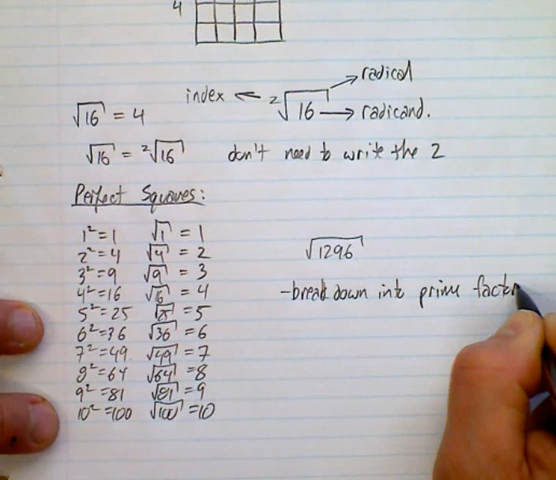 4
radical
index ← ²√16 → radicand.
√16 = 4
√16 = ²√16 don't need to write the 2
Perfect Squares:
1² = 1 √1 = 1
2² = 4 √4 = 2
3² = 9 √9 = 3
4² = 16 = 4
5² = 25 = 5
6² = 36 √36 = 6
7² = 49 √49 = 7
8² = 64 √64 = 8
9² = 81 √81 = 9
10² = 100 √100 = 10
√1296
-break down into prime factor